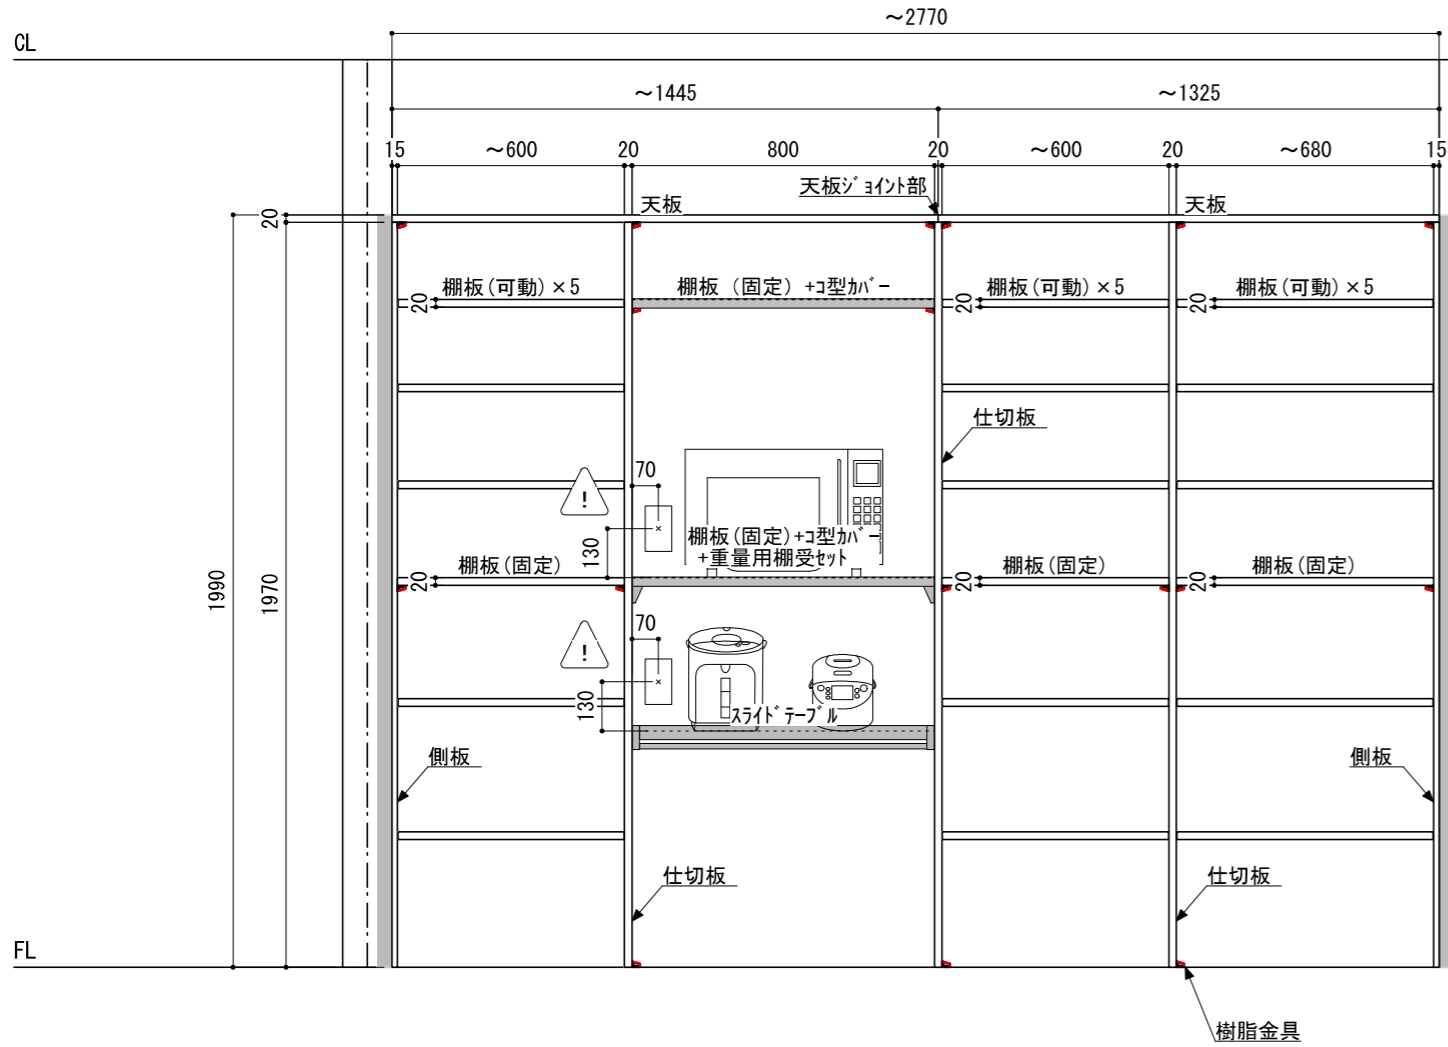 ~2770
CL
~1445
~1325
15
~600
20
800
20
~600
20
~680
15
天板ｼﾞｮｲﾝﾄ部
天板
天板
20
棚板(可動)×5
棚板（固定）+ｺ型ｶﾊﾞｰ
棚板(可動)×5
棚板(可動)×5
20
20
20
仕切板
70
!
130
棚板(固定)+ｺ型ｶﾊﾞｰ
+重量用棚受ｾｯﾄ
棚板(固定)
棚板(固定)
棚板(固定)
20
20
20
1990
1970
70
!
130
ｽﾗｲﾄﾞﾃｰﾌﾞﾙ
側板
側板
仕切板
仕切板
FL
樹脂金具